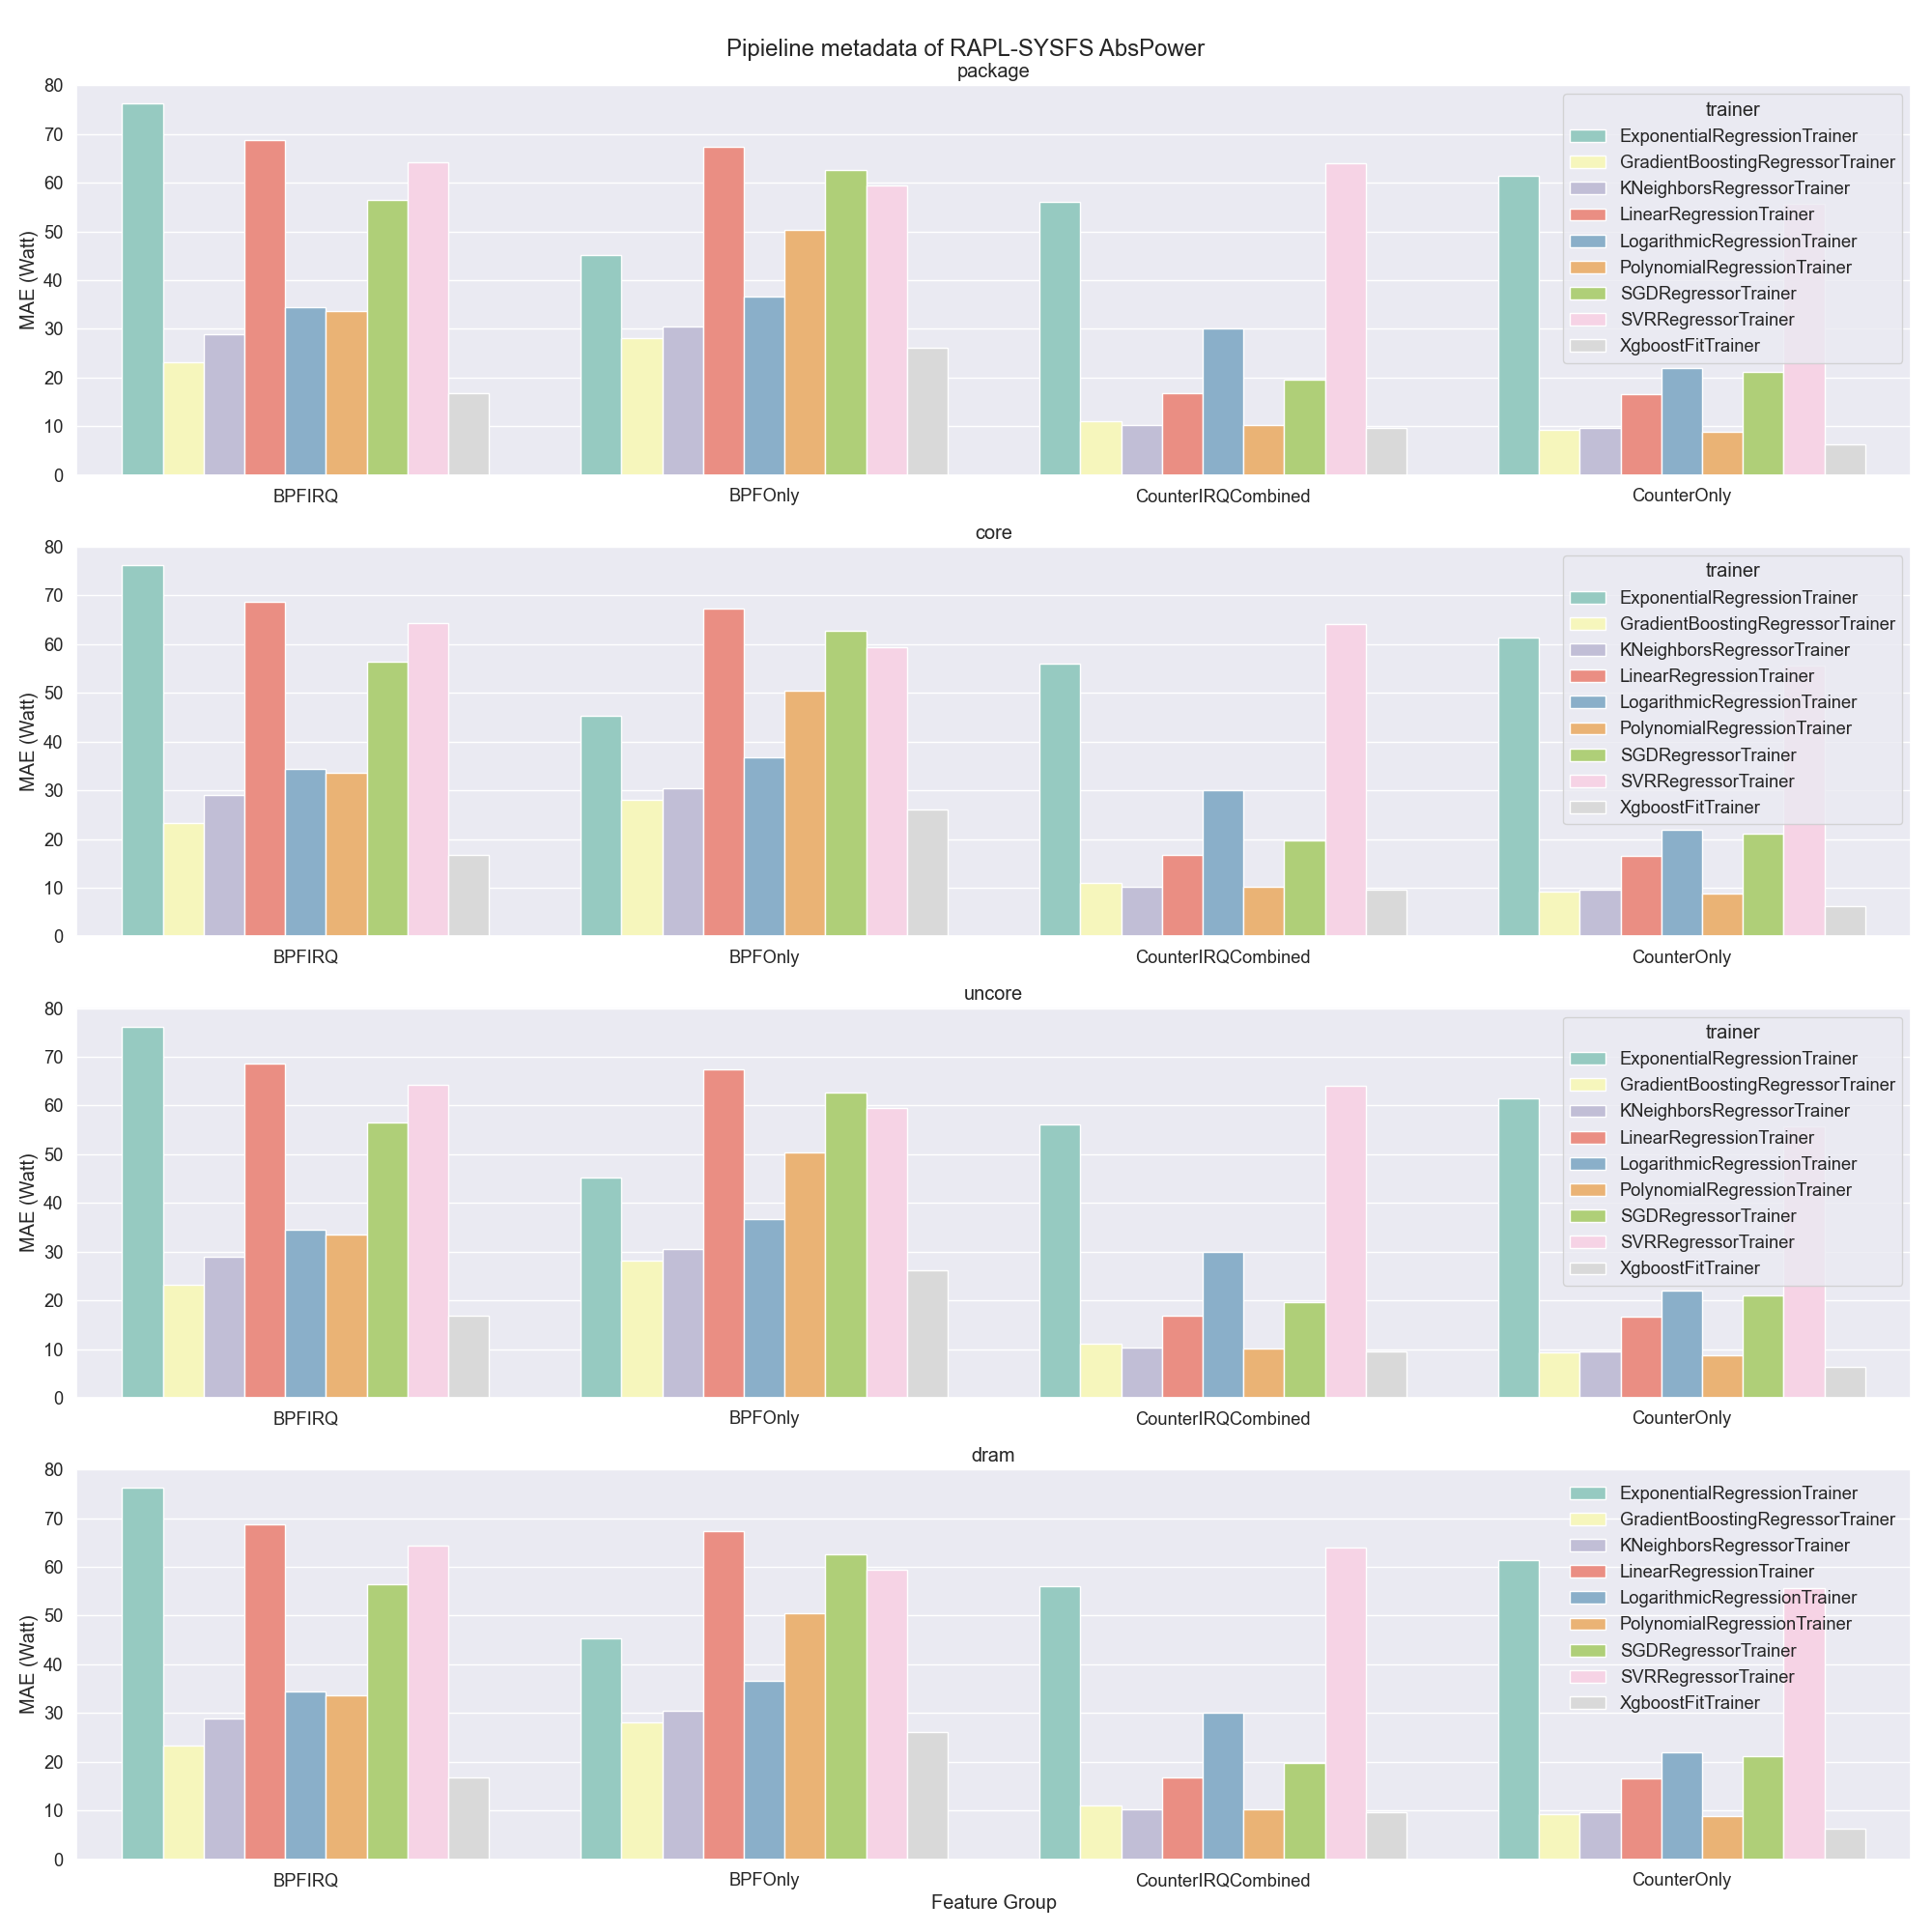 Pipieline metadata of RAPL-SYSFS AbsPower
package
MAE (Watt)
80
70
60
50
40
30
20
10
0
trainer
ExponentialRegressionTrainer
GradientBoostingRegressorTrainer
KNeighborsRegressorTrainer
LinearRegressionTrainer
LogarithmicRegressionTrainer
PolynomialRegressionTrainer
SGDRegressorTrainer
SVRRegressorTrainer
XgboostFitTrainer
BPFIRQ BPFOnly CounterIRQCombined CounterOnly
core
MAE (Watt)
80
70
60
50
40
30
20
10
0
trainer
ExponentialRegressionTrainer
GradientBoostingRegressorTrainer
KNeighborsRegressorTrainer
LinearRegressionTrainer
LogarithmicRegressionTrainer
PolynomialRegressionTrainer
SGDRegressorTrainer
SVRRegressorTrainer
XgboostFitTrainer
BPFIRQ BPFOnly CounterIRQCombined CounterOnly
uncore
MAE (Watt)
80
70
60
50
40
30
20
10
0
trainer
ExponentialRegressionTrainer
GradientBoostingRegressorTrainer
KNeighborsRegressorTrainer
LinearRegressionTrainer
LogarithmicRegressionTrainer
PolynomialRegressionTrainer
SGDRegressorTrainer
SVRRegressorTrainer
XgboostFitTrainer
BPFIRQ BPFOnly CounterIRQCombined CounterOnly
dram
MAE (Watt)
80
70
60
50
40
30
20
10
0
ExponentialRegressionTrainer
GradientBoostingRegressorTrainer
KNeighborsRegressorTrainer
LinearRegressionTrainer
LogarithmicRegressionTrainer
PolynomialRegressionTrainer
SGDRegressorTrainer
SVRRegressorTrainer
XgboostFitTrainer
BPFIRQ BPFOnly CounterIRQCombined CounterOnly
Feature Group